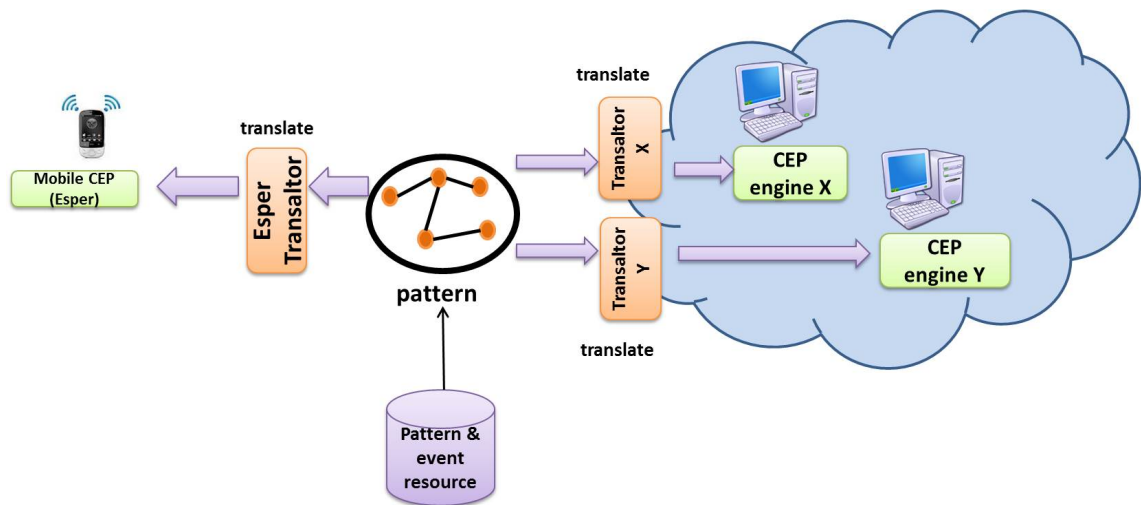 translate
Transaltor
X
CEP
engine X
translate
Esper
Transaltor
Mobile CEP
(Esper)
CEP
engine Y
Transaltor
Y
pattern
translate
Pattern &
event
resource